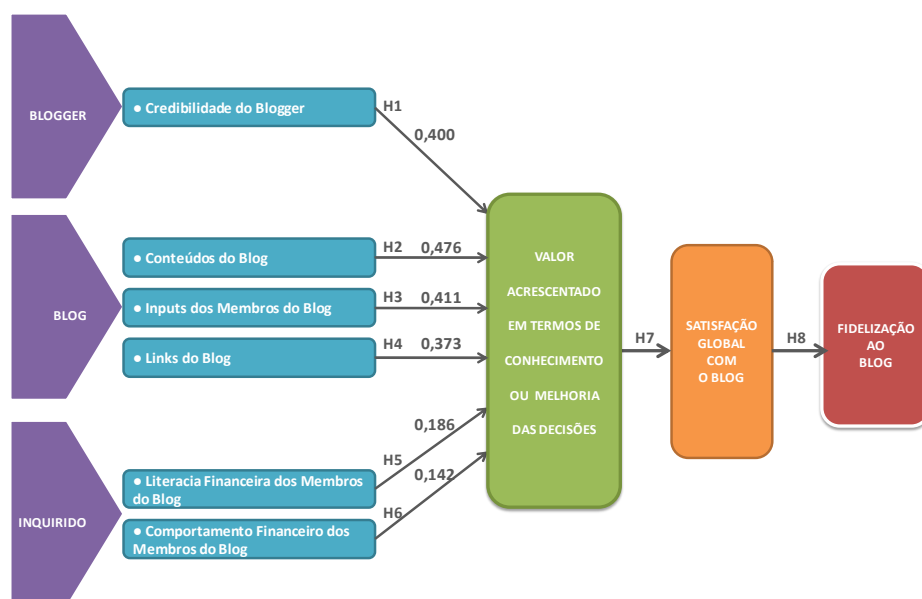 BLOGGER
● Credibilidade do Blogger
H1
0,400
BLOG
● Conteúdos do Blog
H2
0,476
● Inputs dos Membros do Blog
H3
0,411
● Links do Blog
H4
0,373
INQUIRIDO
● Literacia Financeira dos Membros
do Blog
H5
0,186
● Comportamento Financeiro dos
Membros do Blog
H6
0,142
VALOR
ACRESCENTADO
EM TERMOS DE
CONHECIMENTO
OU MELHORIA
DAS DECISÕES
H7
SATISFAÇÃO
GLOBAL
COM
O BLOG
H8
FIDELIZAÇÃO
AO
BLOG